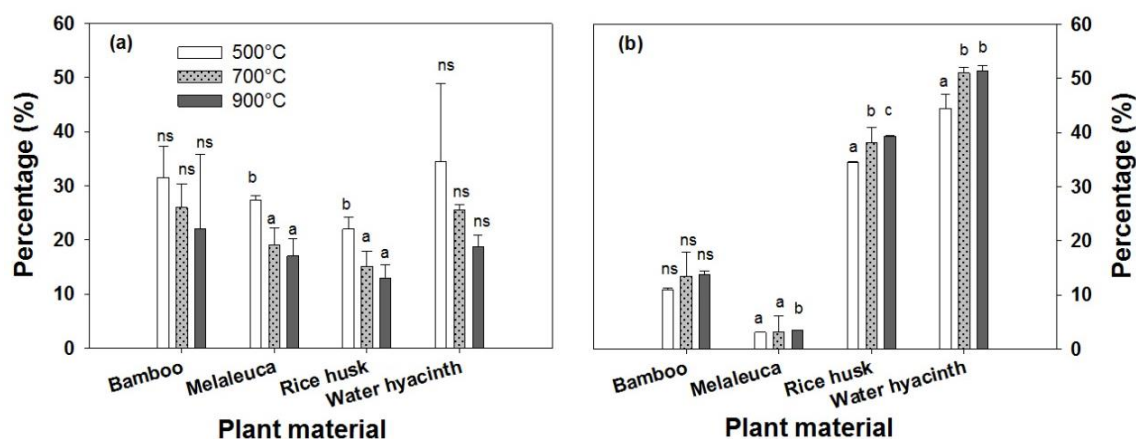 (a)
500°C
700°C
900°C
Percentage (%)
60
50
40
30
20
10
0
ns ns ns
b a a
b a a
ns ns ns
Bamboo
Melaleuca
Rice husk
Water hyacinth
Plant material
(b)
ns ns ns
a a b
a b c
a b b
60
50
40
30
20
10
0
Percentage (%)
Bamboo
Melaleuca
Rice husk
Water hyacinth
Plant material